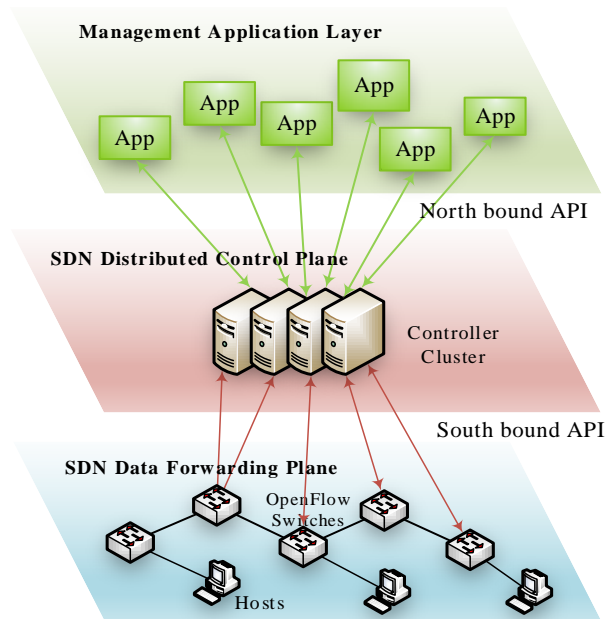 Management Application Layer
App
App
App
App
App
App
North bound API
SDN Distributed Control Plane
Controller
Cluster
South bound API
SDN Data Forwarding Plane
OpenFlow
Switches
Hosts